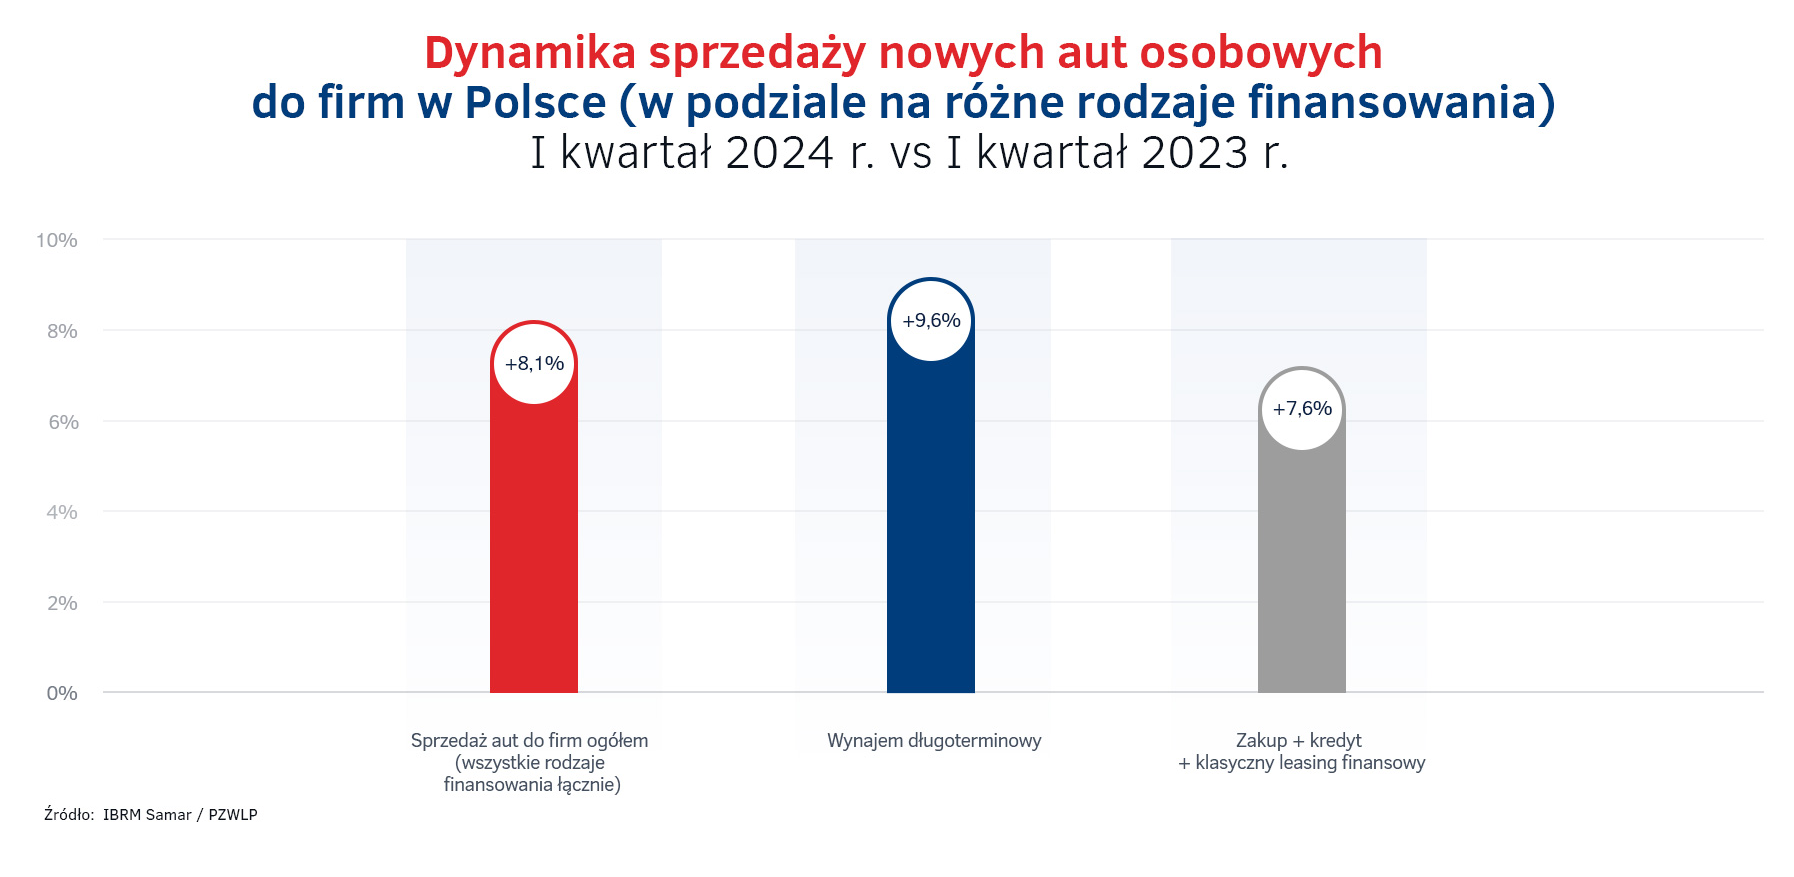 Dynamika sprzedaży nowych aut osobowych
do firm w Polsce (w podziale na różne rodzaje finansowania)
I kwartał 2024 r. vs I kwartał 2023 r.
10%
8%
6%
4%
2%
0%
+8,1%
+9,6%
+7,6%
Sprzedaż aut do firm ogółem
(wszystkie rodzaje
finansowania łącznie)
Wynajem długoterminowy
Zakup + kredyt
+ klasyczny leasing finansowy
Źródło: IBRM Samar / PZWLP